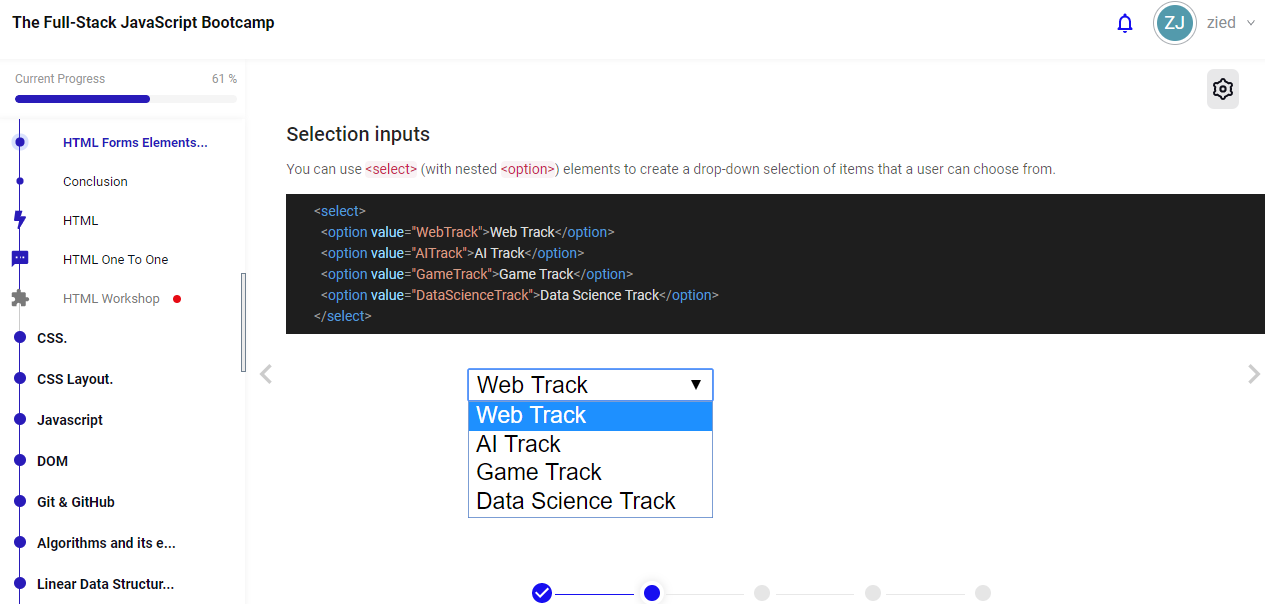 The Full-Stack JavaScript Bootcamp
ZJ
zied
Current Progress
61 %
HTML Forms Elements...
Conclusion
HTML
HTML One To One
HTML Workshop
CSS.
CSS Layout.
Javascript
DOM
Git & GitHub
Algorithms and its e...
Linear Data Structur...
Selection inputs
You can use <select> (with nested <option>) elements to create a drop-down selection of items that a user can choose from.
<select>
<option value="WebTrack">Web Track</option>
<option value="AITrack">AI Track</option>
<option value="GameTrack">Game Track</option>
<option value="DataScienceTrack">Data Science Track</option>
</select>
Web Track
Web Track
AI Track
Game Track
Data Science Track